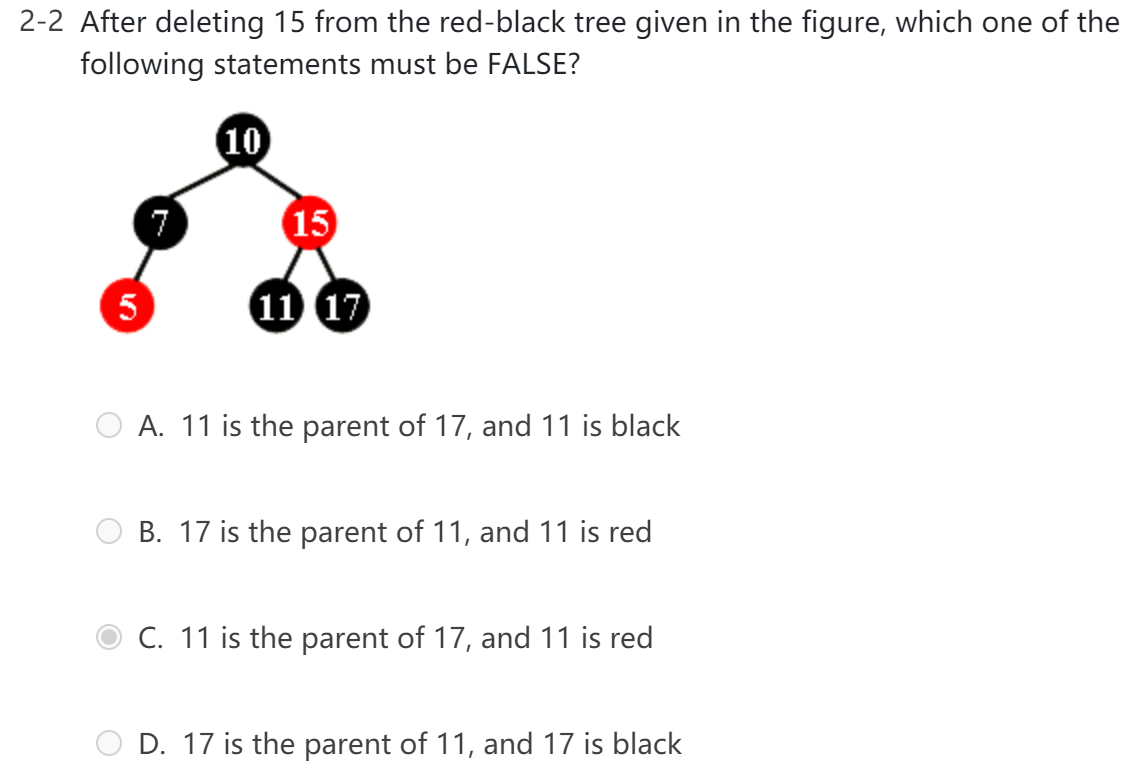 2-2 After deleting 15 from the red-black tree given in the figure, which one of the
following statements must be FALSE?
10
7 15
5 11 17
A. 11 is the parent of 17, and 11 is black
B. 17 is the parent of 11, and 11 is red
C. 11 is the parent of 17, and 11 is red
D. 17 is the parent of 11, and 17 is black